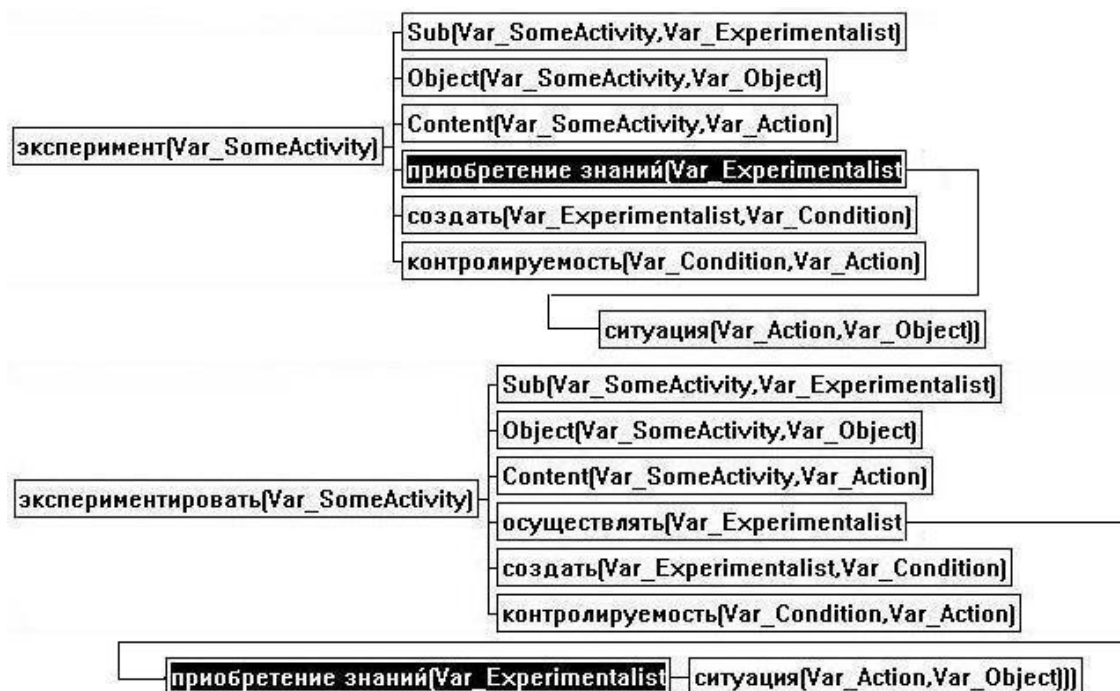 Sub(Var_SomeActivity,Var_Experimentalist)
Object(Var_SomeActivity,Var_Object)
Content(Var_SomeActivity,Var_Action)
эксперимент(Var_SomeActivity)
приобретение знаний(Var_Experimentalist
создать(Var_Experimentalist,Var_Condition)
контролируемость(Var_Condition,Var_Action)
ситуация(Var_Action,Var_Object))
Sub(Var_SomeActivity,Var_Experimentalist)
Object(Var_SomeActivity,Var_Object)
Content(Var_SomeActivity,Var_Action)
экспериментировать(Var_SomeActivity)
осуществлять(Var_Experimentalist
создать(Var_Experimentalist,Var_Condition)
контролируемость(Var_Condition,Var_Action)
приобретение знаний(Var_Experimentalist ситуация(Var_Action,Var_Object)))